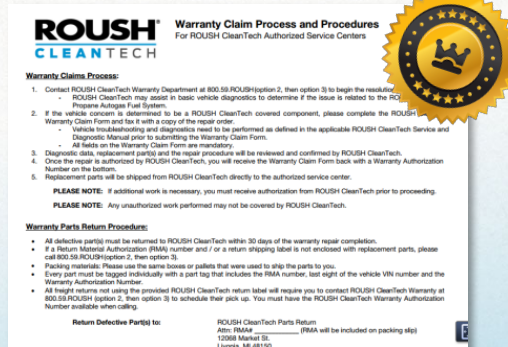 ROUSH®
CLEANTECH
Warranty Claim Process and Procedures
For ROUSH CleanTech Authorized Service Centers
Warranty Claims Process:
1. Contact ROUSH CleanTech Warranty Department at 800.59.ROUSH(option 2, then option 3) to begin the
- ROUSH CleanTech may assist in basic vehicle diagnostics to determine if the issue is related to the
Propane Autogas Fuel System.
2. If the vehicle concern is determined to be a ROUSH CleanTech covered component, please complete the ROUSH
Warranty Claim Form and fax it with a copy of the repair order.
- Vehicle troubleshooting and diagnostics need to be performed as defined in the applicable ROUSH CleanTech Service and
Diagnostic Manual prior to submitting the Warranty Claim Form.
- All fields on the Warranty Claim Form are mandatory.
3. Diagnostic data, replacement part(s) and the repair procedure will be reviewed and confirmed by ROUSH CleanTech.
4. Once the repair is authorized by ROUSH CleanTech, you will receive the Warranty Claim Form back with a Warranty Authorization
Number on the bottom.
5. Replacement parts will be shipped from ROUSH CleanTech directly to the authorized service center.
PLEASE NOTE: If additional work is necessary, you must receive authorization from ROUSH CleanTech prior to proceeding.
PLEASE NOTE: Any unauthorized work performed may not be covered by ROUSH CleanTech.
Warranty Parts Return Procedure:
• All defective part(s) must be returned to ROUSH CleanTech within 30 days of the warranty repair completion.
• If a Return Material Authorization (RMA) number and / or a return shipping label is not enclosed with replacement parts, please
call 800.59.ROUSH(option 2, then option 3).
• Packing materials: Please use the same boxes or pallets that were used to ship the parts to you.
• Every part must be tagged individually with a part tag that includes the RMA number, last eight of the vehicle VIN number and the
Warranty Authorization Number.
• All freight returns not using the provided ROUSH CleanTech return label will require you to contact ROUSH CleanTech Warranty at
800.59.ROUSH (option 2, then option 3) to schedule their pick up. You must have the ROUSH CleanTech Warranty Authorization
Number available when calling.
Return Defective Part(s) to: ROUSH CleanTech Parts Return
Attn: RMA# __________ (RMA will be included on packing slip)
12068 Market St.
Livonia, MI 48150